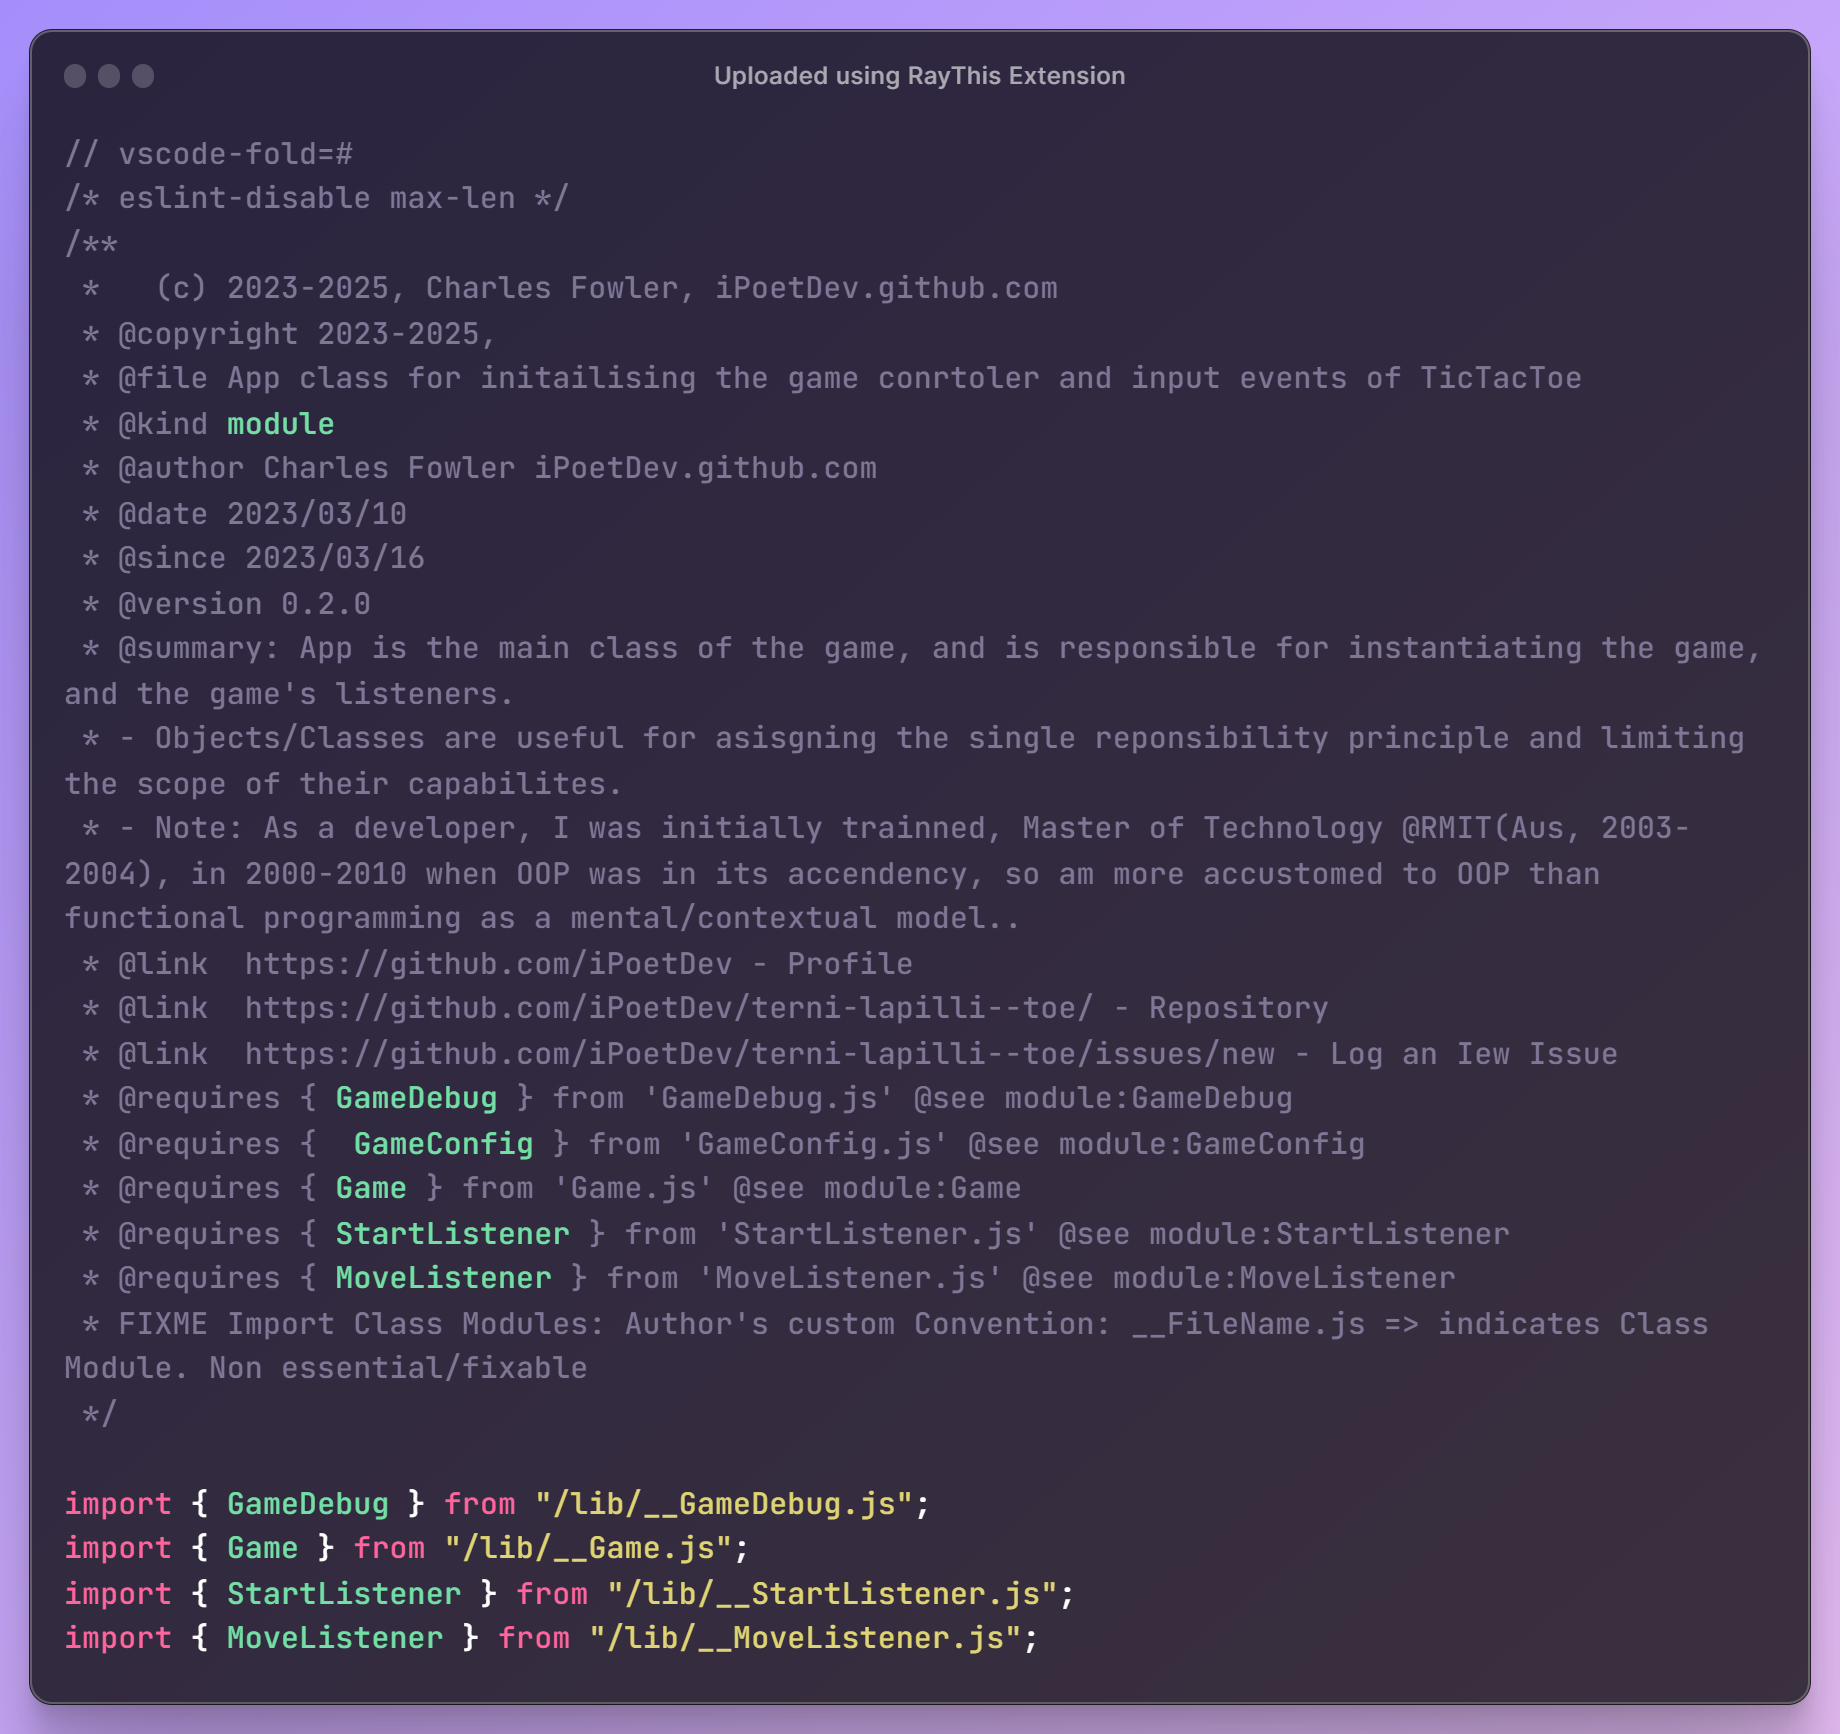 Uploaded using RayThis Extension
// vscode-fold=#
/* eslint-disable max-len */
/**
 *   (c) 2023-2025, Charles Fowler, iPoetDev.github.com
 * @copyright 2023-2025,
 * @file App class for initailising the game conrtoler and input events of TicTacToe
 * @kind module
 * @author Charles Fowler iPoetDev.github.com
 * @date 2023/03/10
 * @since 2023/03/16
 * @version 0.2.0
 * @summary: App is the main class of the game, and is responsible for instantiating the game,
and the game's listeners.
 * - Objects/Classes are useful for asisgning the single reponsibility principle and limiting
the scope of their capabilites.
 * - Note: As a developer, I was initially trainned, Master of Technology @RMIT(Aus, 2003-
2004), in 2000-2010 when OOP was in its accendency, so am more accustomed to OOP than
functional programming as a mental/contextual model..
 * @link  https://github.com/iPoetDev - Profile
 * @link  https://github.com/iPoetDev/terni-lapilli--toe/ - Repository
 * @link  https://github.com/iPoetDev/terni-lapilli--toe/issues/new - Log an Iew Issue
 * @requires { GameDebug } from 'GameDebug.js' @see module:GameDebug
 * @requires {  GameConfig } from 'GameConfig.js' @see module:GameConfig
 * @requires { Game } from 'Game.js' @see module:Game
 * @requires { StartListener } from 'StartListener.js' @see module:StartListener
 * @requires { MoveListener } from 'MoveListener.js' @see module:MoveListener
 * FIXME Import Class Modules: Author's custom Convention: __FileName.js => indicates Class
Module. Non essential/fixable
 */
import { GameDebug } from "/lib/__GameDebug.js";
import { Game } from "/lib/__Game.js";
import { StartListener } from "/lib/__StartListener.js";
import { MoveListener } from "/lib/__MoveListener.js";